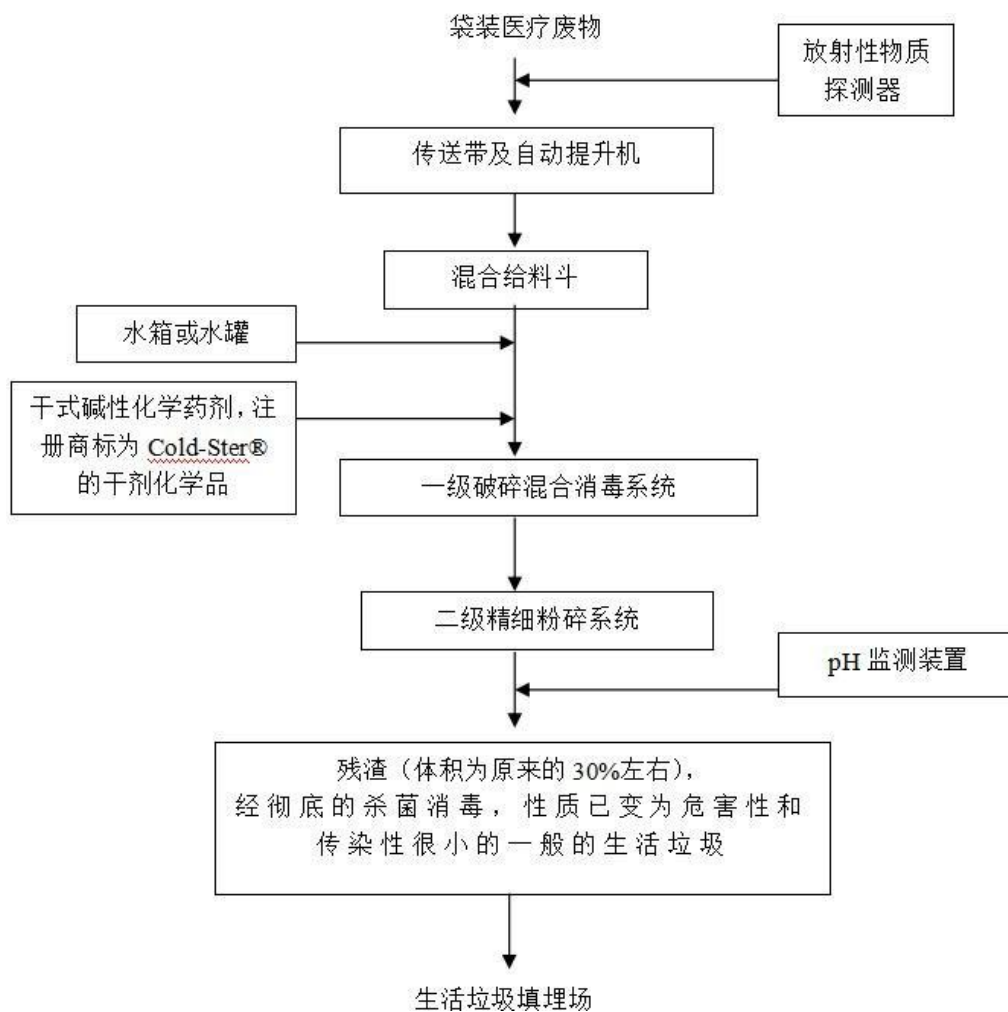 袋装医疗废物
放射性物质
探测器
传送带及自动提升机
混合给料斗
水箱或水罐
干式碱性化学药剂，注
册商标为 Cold-Ster®
的干剂化学品
一级破碎混合消毒系统
二级精细粉碎系统
pH 监测装置
残渣（体积为原来的 30%左右），
经彻底的杀菌消毒，性质已变为危害性和
传染性很小的一般的生活垃圾
生活垃圾填埋场